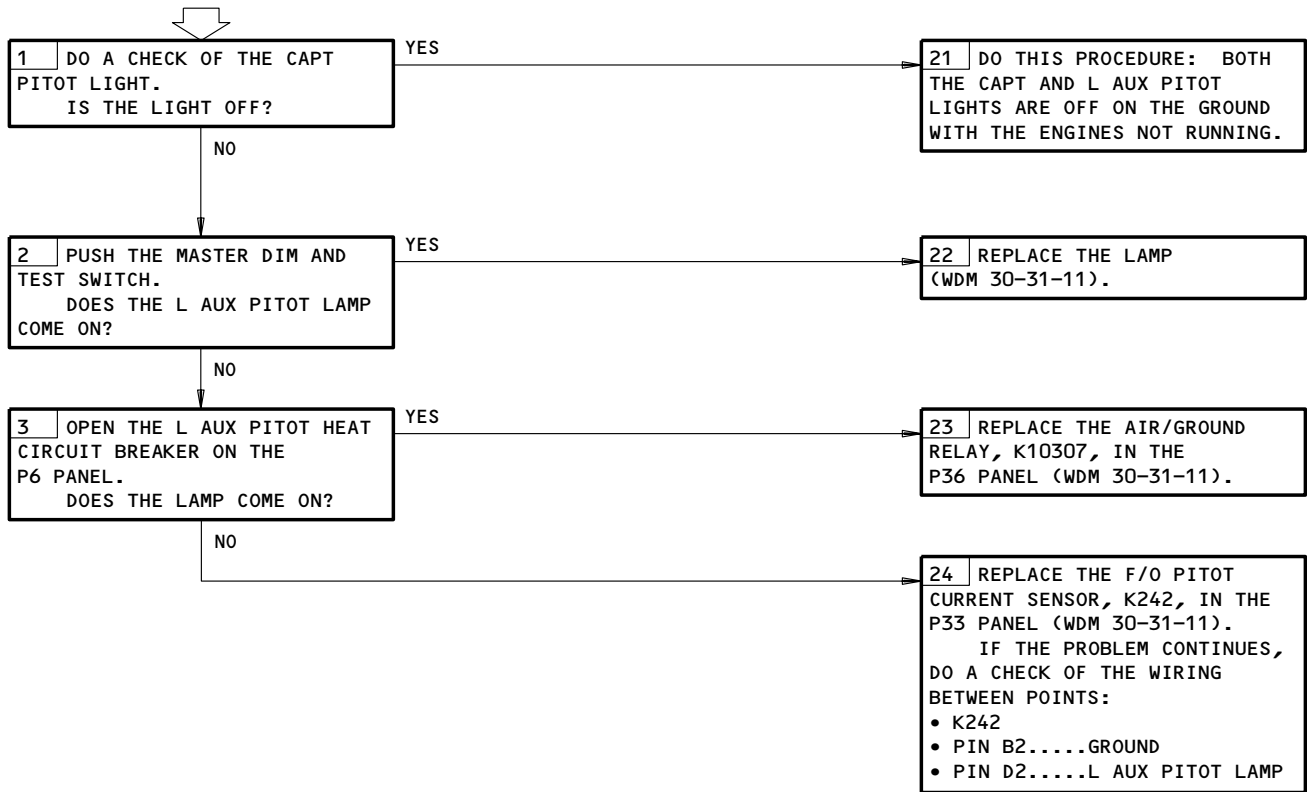 1 DO A CHECK OF THE CAPT
PITOT LIGHT.
IS THE LIGHT OFF?
YES
21 DO THIS PROCEDURE: BOTH
THE CAPT AND L AUX PITOT
LIGHTS ARE OFF ON THE GROUND
WITH THE ENGINES NOT RUNNING.
NO
2 PUSH THE MASTER DIM AND
TEST SWITCH.
DOES THE L AUX PITOT LAMP
COME ON?
YES
22 REPLACE THE LAMP
(WDM 30-31-11).
NO
3 OPEN THE L AUX PITOT HEAT
CIRCUIT BREAKER ON THE
P6 PANEL.
DOES THE LAMP COME ON?
YES
23 REPLACE THE AIR/GROUND
RELAY, K10307, IN THE
P36 PANEL (WDM 30-31-11).
NO
24 REPLACE THE F/O PITOT
CURRENT SENSOR, K242, IN THE
P33 PANEL (WDM 30-31-11).
IF THE PROBLEM CONTINUES,
DO A CHECK OF THE WIRING
BETWEEN POINTS:
• K242
• PIN B2.....GROUND
• PIN D2.....L AUX PITOT LAMP